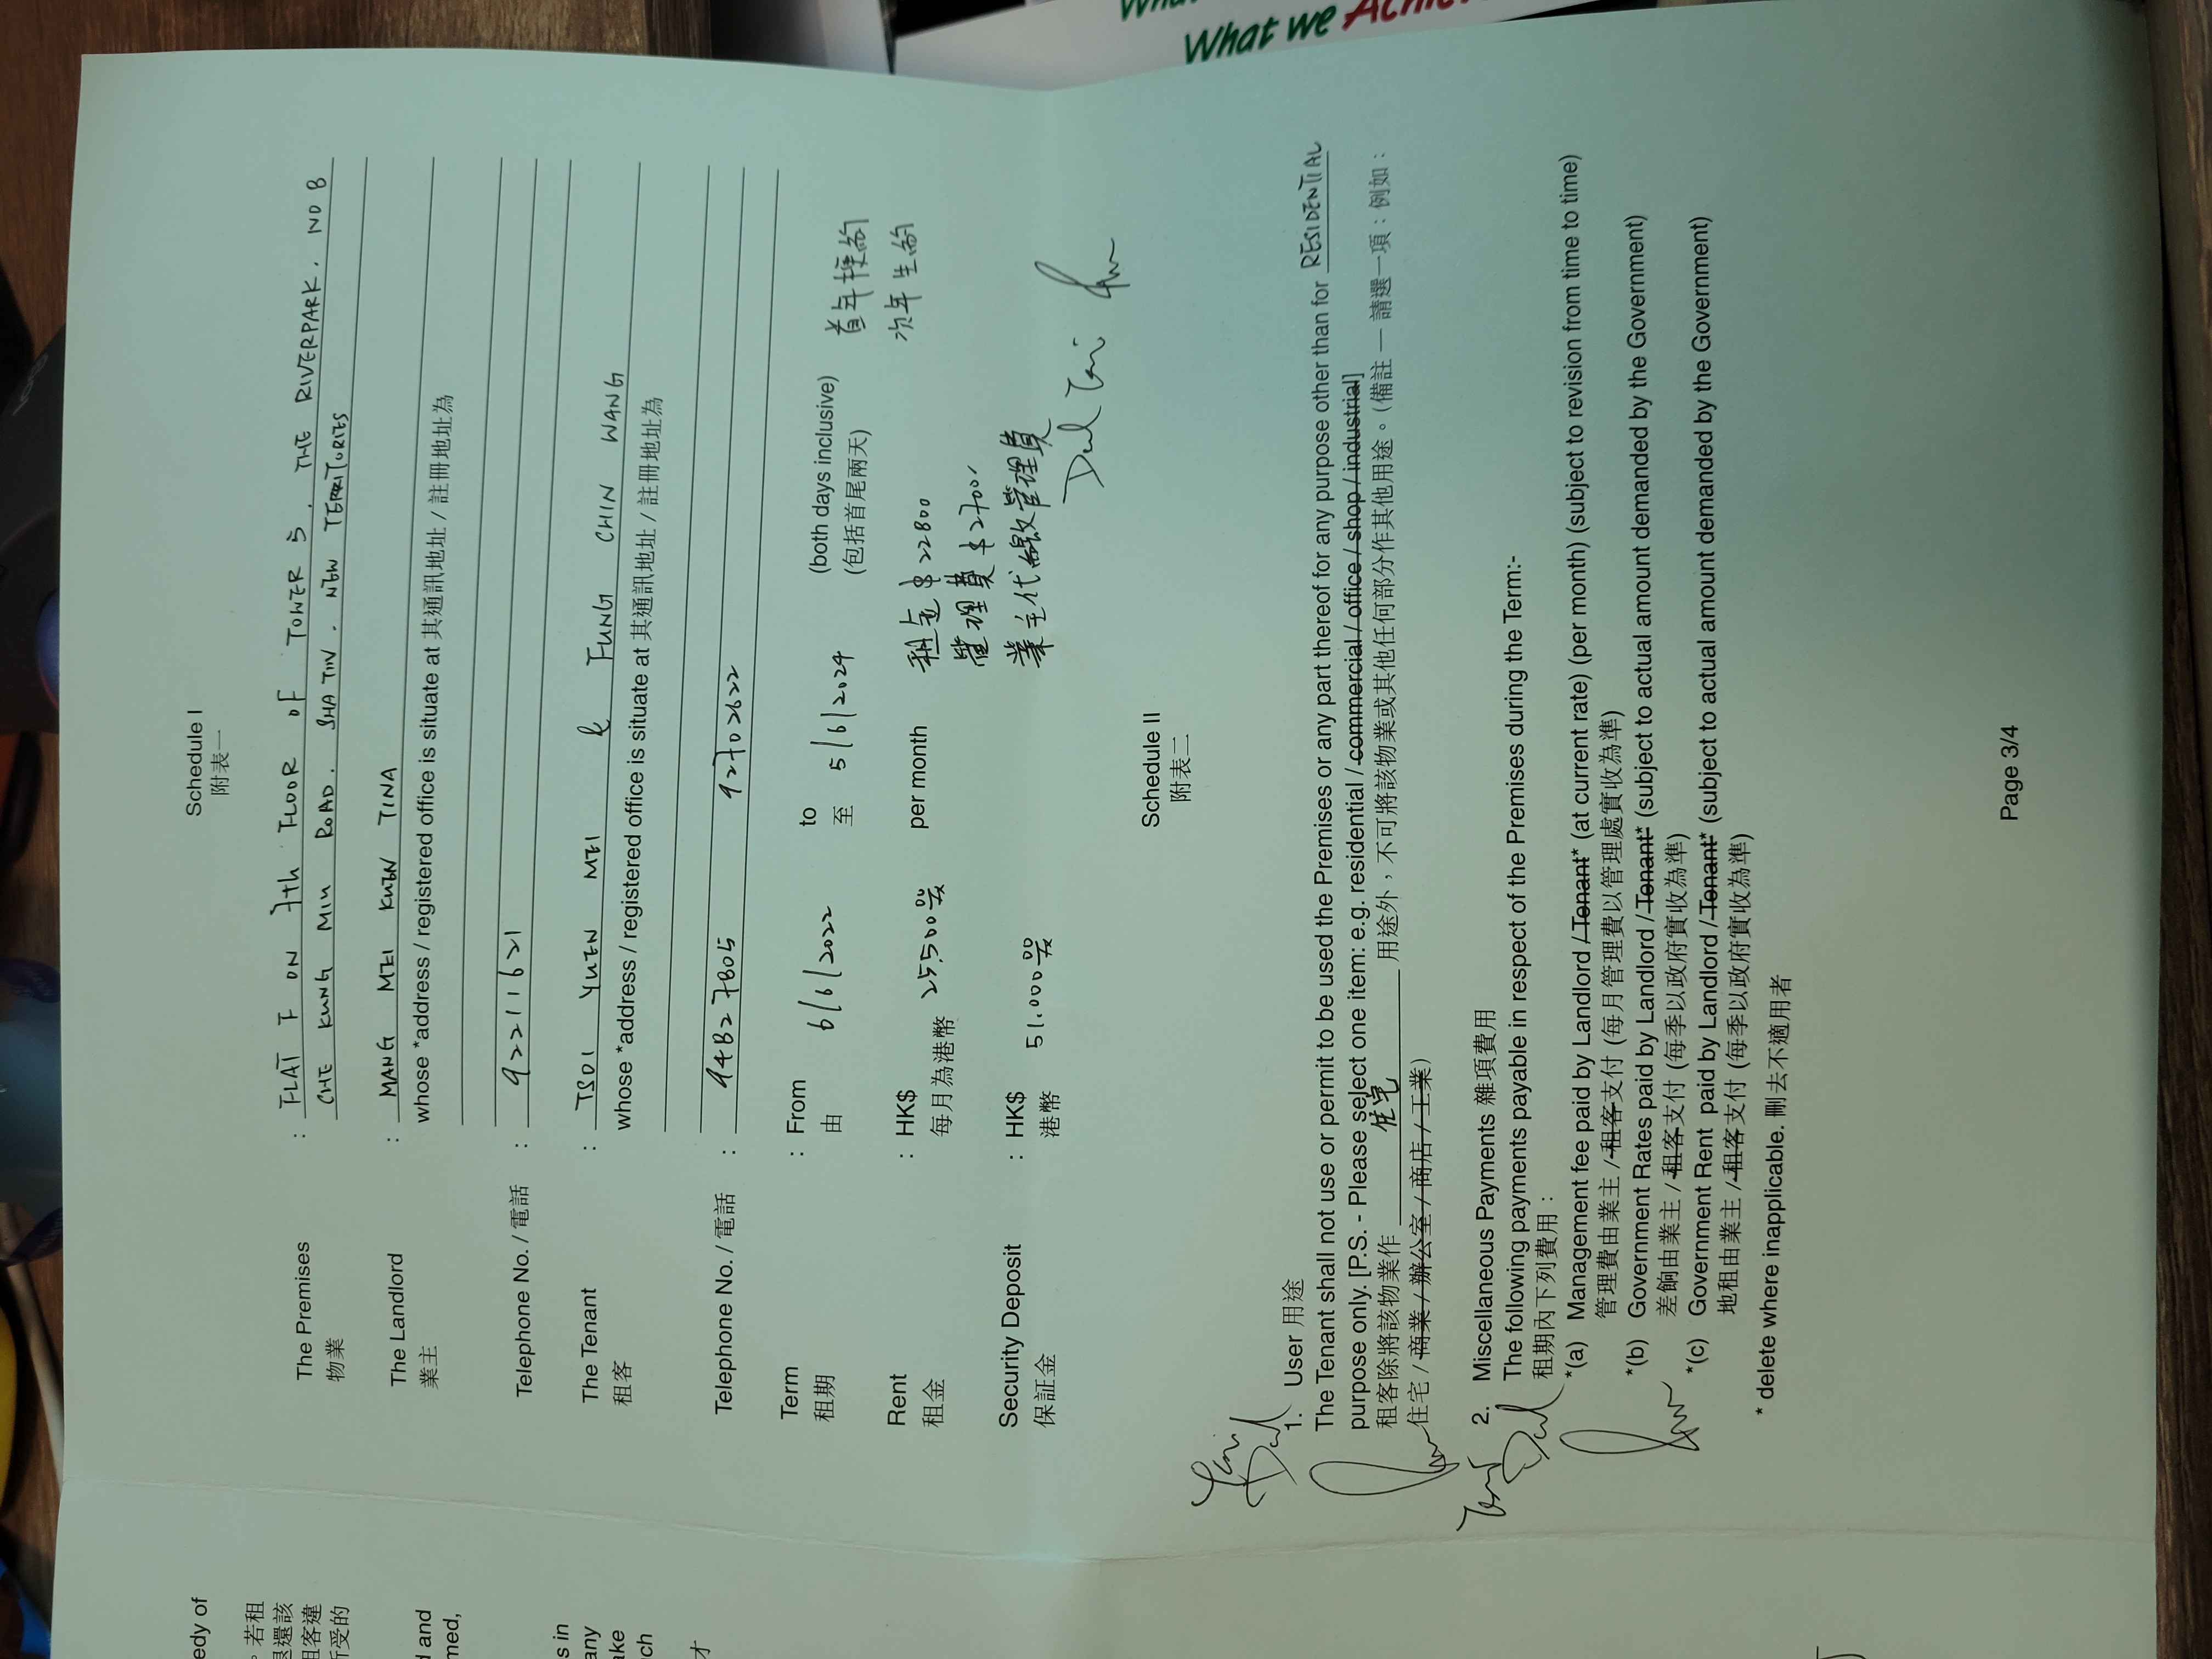 What we
Schedule I
附表一
The Premises : FLAT F ON 7th FLOOR OF TOWER 5. THE RIVERPARK. NO 8
物業 CHE KUNG MIU ROAD. SHA TIN. NEW TERRITORIES
The Landlord : MANG MEI KUEN TINA
業主 whose *address / registered office is situate at 其通訊地址 / 註冊地址為
Telephone No. / 電話 : 92211621
The Tenant : TSOI YUEN MEI & FUNG CHIN WANG
租客 whose *address / registered office is situate at 其通訊地址 / 註冊地址為
Telephone No. / 電話 : 94827805 92702622
Term : From 6/6/2022 to 5/6/2024 (both days inclusive) 首年梗約
租期 由 至 (包括首尾兩天) 次年生約
Rent : HK$ 25,500 per month 租金 $22800
租金 每月為港幣 管理費 $2700
Security Deposit : HK$ 51,000 業主代繳管理費
保証金 港幣
Schedule II
附表二
1. User 用途
The Tenant shall not use or permit to be used the Premises or any part thereof for any purpose other than for RESIDENTIAL
purpose only. [P.S. - Please select one item: e.g. residential / commercial / office / shop / industrial]
租客除將該物業作 住宅 用途外，不可將該物業或其他任何部分作其他用途。(備註 — 請選一項：例如：
住宅 / 商業 / 辦公室 / 商店 / 工業)
2. Miscellaneous Payments 雜項費用
The following payments payable in respect of the Premises during the Term:-
租期內下列費用：
*(a) Management fee paid by Landlord / Tenant* (at current rate) (per month) (subject to revision from time to time)
管理費由業主 / 租客支付 (每月管理費以管理處實收為準)
*(b) Government Rates paid by Landlord / Tenant* (subject to actual amount demanded by the Government)
差餉由業主 / 租客支付 (每季以政府實收為準)
*(c) Government Rent paid by Landlord / Tenant* (subject to actual amount demanded by the Government)
地租由業主 / 租客支付 (每季以政府實收為準)
* delete where inapplicable. 刪去不適用者
Page 3/4